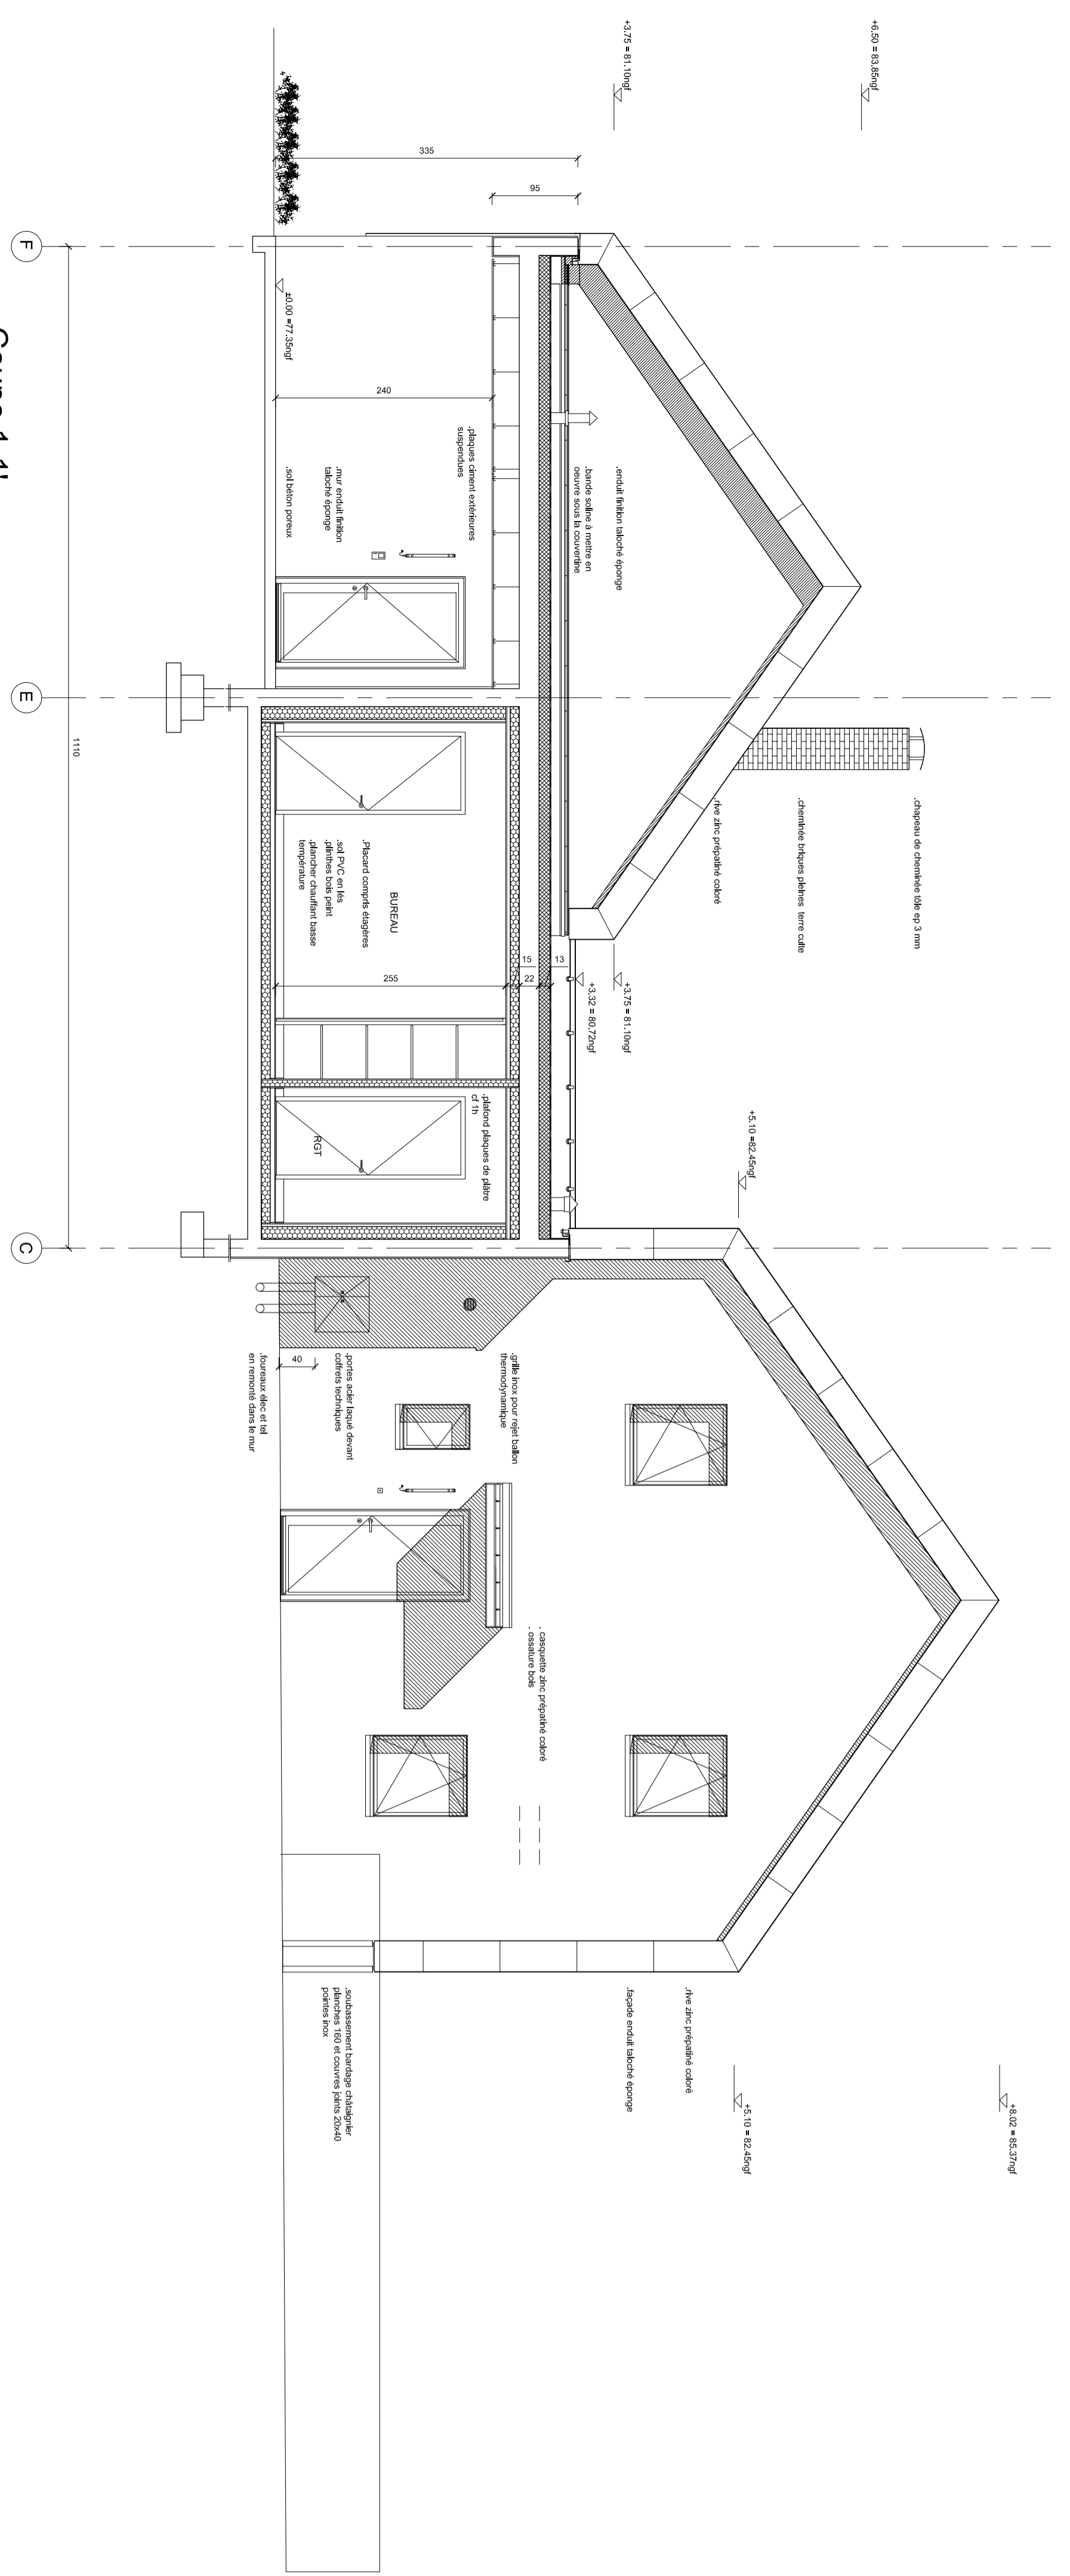 +6.50 = 83.85ngf
+3.75 = 81.10ngf
335
95
F
±0.00 =77.35ngf
240
.plaques ciment extérieures
suspendues
.mur enduit finition
taloché éponge
.sol béton poreux
.enduit finition taloché éponge
.bande soline à mettre en
oeuvre sous la couvertine
E
1110
.chapeau de cheminée tôle ep 3 mm
.cheminée briques pleines terre cuite
.rive zinc prépatiné coloré
BUREAU
.Placard compris étagères
.sol PVC en lés
.plinthes bois peint
.plancher chauffant basse
température
255
15
22
13
+3.75 = 81.10ngf
+3.32 = 80.72ngf
.plafond plaques de plâtre
cf 1h
RGT
+5.10 =82.45ngf
C
40
.grille inox pour rejet ballon
thermodynamique
.portes acier laqué devant
coffrets techniques
.foureaux élec et tel
en remonté dans le mur
. casquette zinc prépatiné coloré
. ossature bois
.rive zinc prépatiné coloré
.façade enduit taloché éponge
.soubassement bardage châtaignier
planches 160 et couvres joints 20x40
pointes inox
+8.02 = 85.37ngf
+5.10 = 82.45ngf